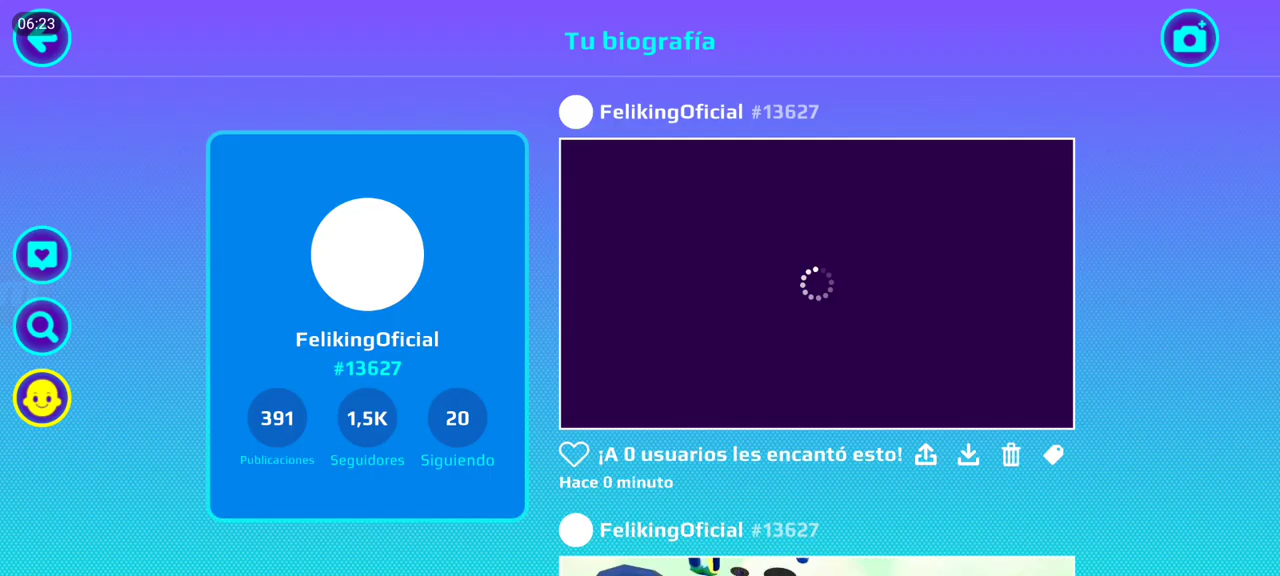 06:23
Tu biografía
FelikingOficial #13627
FelikingOficial
#13627
391
1,5K
20
Publicaciones
Seguidores
Siguiendo
¡A 0 usuarios les encantó esto!
Hace 0 minuto
FelikingOficial #13627